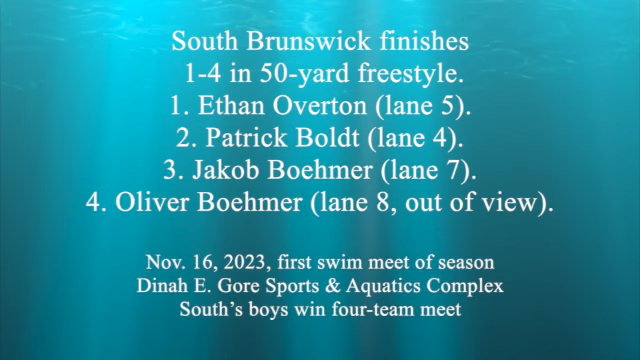 South Brunswick finishes
1-4 in 50-yard freestyle.
1. Ethan Overton (lane 5).
2. Patrick Boldt (lane 4).
3. Jakob Boehmer (lane 7).
4. Oliver Boehmer (lane 8, out of view).
Nov. 16, 2023, first swim meet of season
Dinah E. Gore Sports & Aquatics Complex
South’s boys win four-team meet